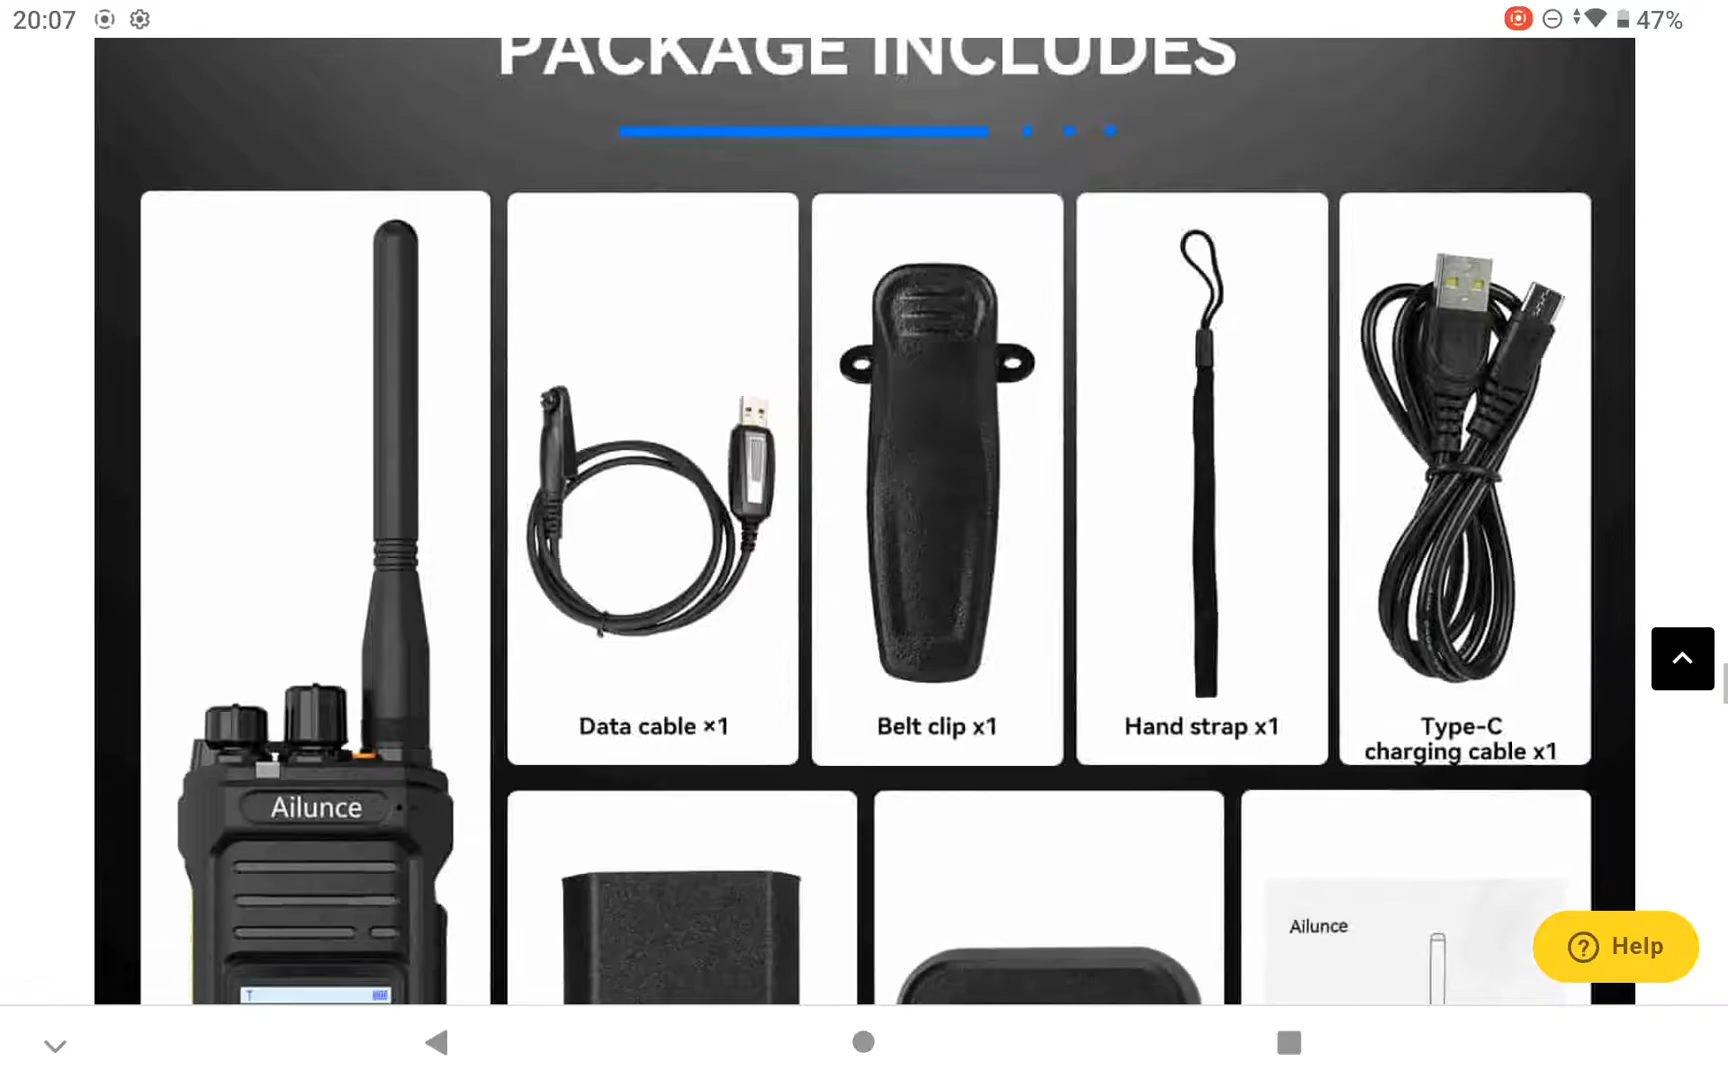 20:07
47%
PACKAGE INCLUDES
Data cable ×1
Belt clip x1
Hand strap x1
Type-C
charging cable x1
Ailunce
Ailunce
Help